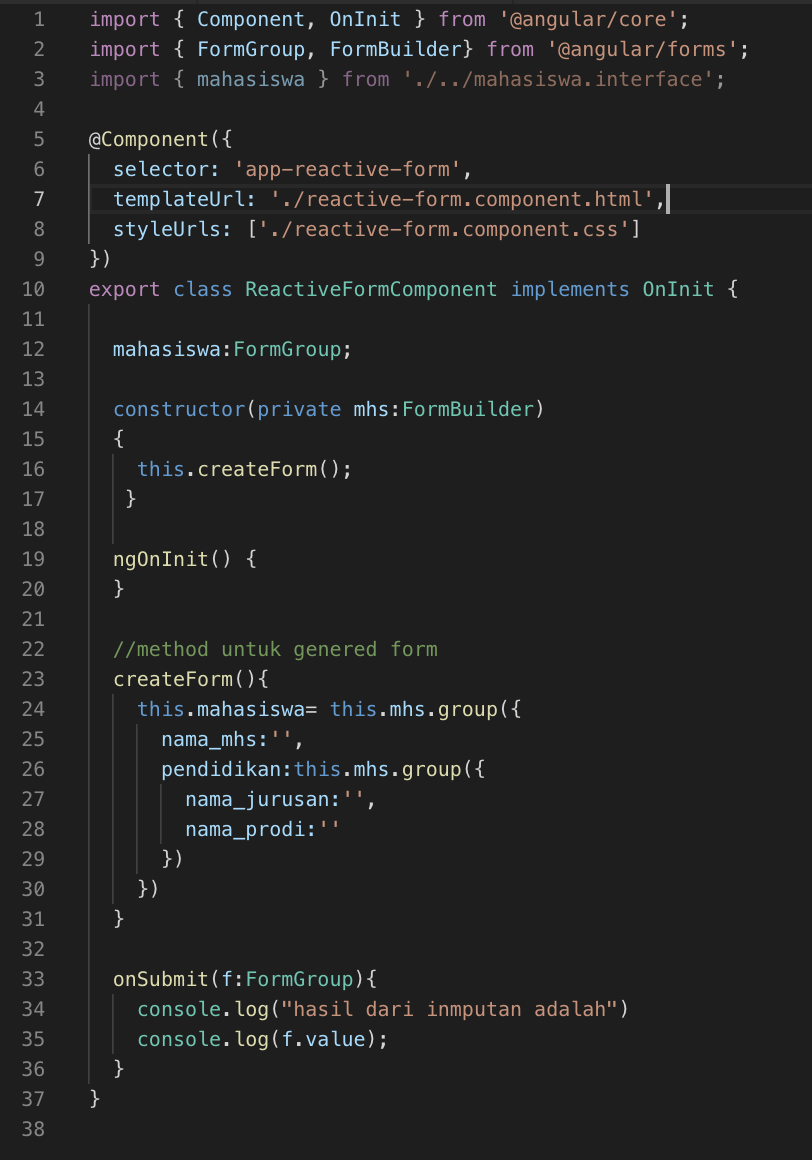 1 import { Component, OnInit } from '@angular/core';
2 import { FormGroup, FormBuilder} from '@angular/forms';
3 import { mahasiswa } from './../mahasiswa.interface';
4
5 @Component({
6   selector: 'app-reactive-form',
7   templateUrl: './reactive-form.component.html',
8   styleUrls: ['./reactive-form.component.css']
9 })
10 export class ReactiveFormComponent implements OnInit {
11
12   mahasiswa:FormGroup;
13
14   constructor(private mhs:FormBuilder)
15   {
16     this.createForm();
17    }
18
19   ngOnInit() {
20   }
21
22   //method untuk genered form
23   createForm(){
24     this.mahasiswa= this.mhs.group({
25       nama_mhs:'',
26       pendidikan:this.mhs.group({
27         nama_jurusan:'',
28         nama_prodi:''
29       })
30     })
31   }
32
33   onSubmit(f:FormGroup){
34     console.log("hasil dari inmputan adalah")
35     console.log(f.value);
36   }
37 }
38